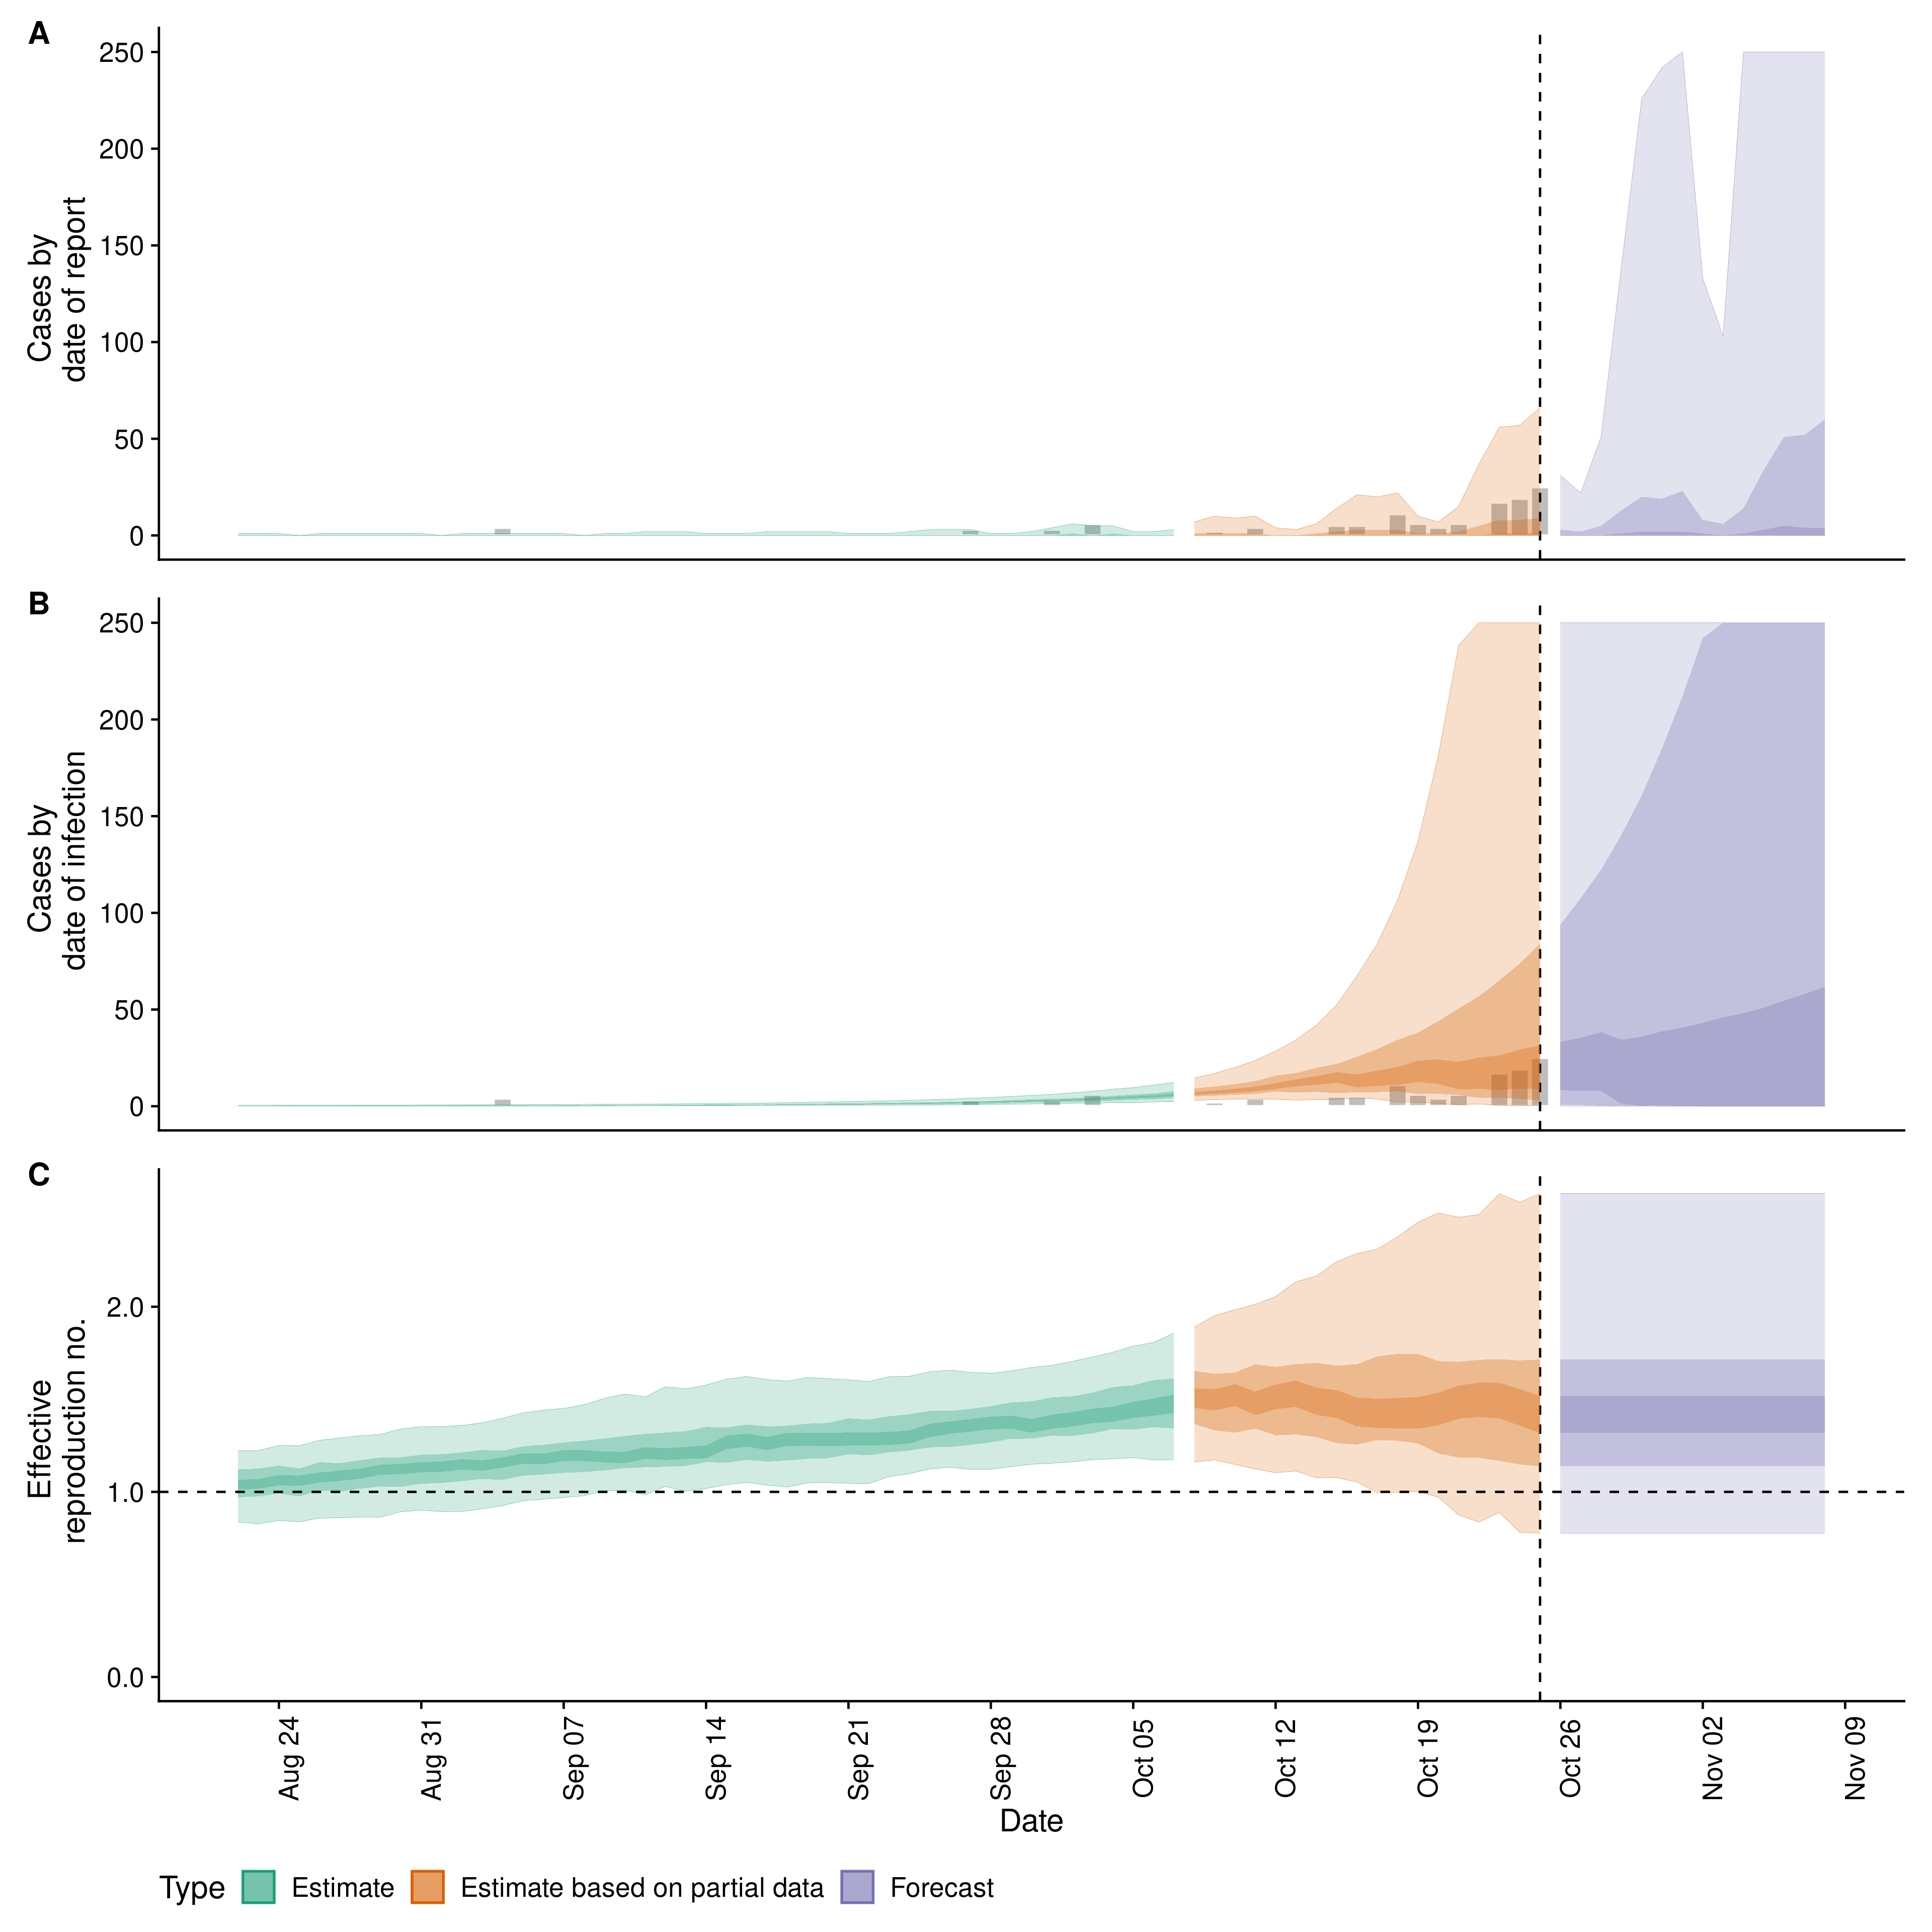 A
Cases by
date of report
250
200
150
100
50
0
B
Cases by
date of infection
250
200
150
100
50
0
C
Effective
reproduction no.
2.0
1.0
0.0
Aug 24
Aug 31
Sep 07
Sep 14
Sep 21
Sep 28
Oct 05
Oct 12
Oct 19
Oct 26
Nov 02
Nov 09
Date
Type Estimate Estimate based on partial data Forecast